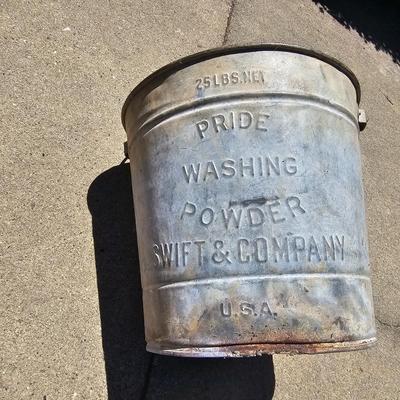 25 LBS. NET
PRIDE
WASHING
POWDER
SWIFT & COMPANY
U.S.A.